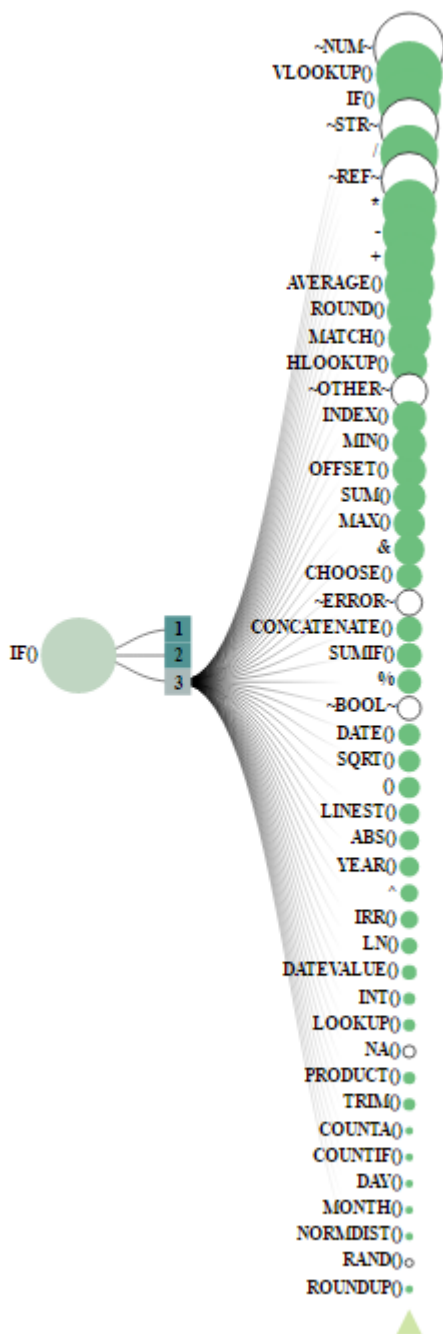 ~NUM~
VLOOKUP()
IF()
~STR~
/
~REF~
*
-
+
AVERAGE()
ROUND()
MATCH()
HLOOKUP()
~OTHER~
INDEX()
MIN()
OFFSET()
SUM()
MAX()
&
CHOOSE()
~ERROR~
CONCATENATE()
SUMIF()
%
~BOOL~
DATE()
SQRT()
()
LINEST()
ABS()
YEAR()
^
IRR()
LN()
DATEVALUE()
INT()
LOOKUP()
NA()
PRODUCT()
TRIM()
COUNTA()
COUNTIF()
DAY()
MONTH()
NORMDIST()
RAND()
ROUNDUP()
IF()
1
2
3